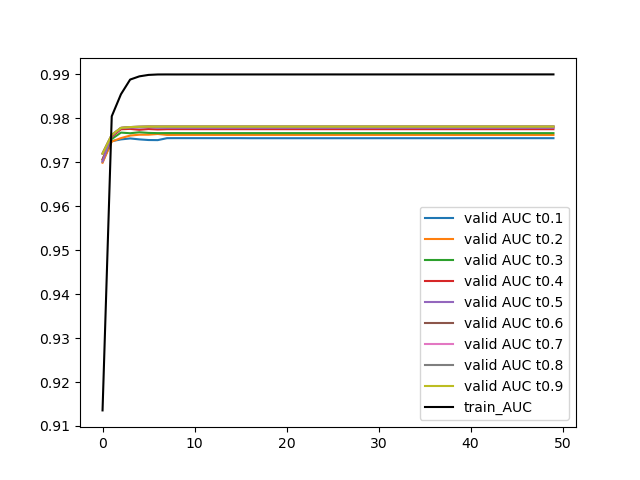 0.99
0.98
0.97
0.96
0.95
0.94
0.93
0.92
0.91
0 10 20 30 40 50
valid AUC t0.1
valid AUC t0.2
valid AUC t0.3
valid AUC t0.4
valid AUC t0.5
valid AUC t0.6
valid AUC t0.7
valid AUC t0.8
valid AUC t0.9
train_AUC